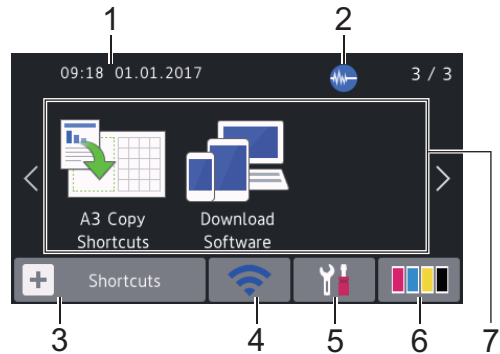 1
2
09:18 01.01.2017
3 / 3
A3 Copy
Shortcuts
Download
Software
Shortcuts
3
4
5
6
7